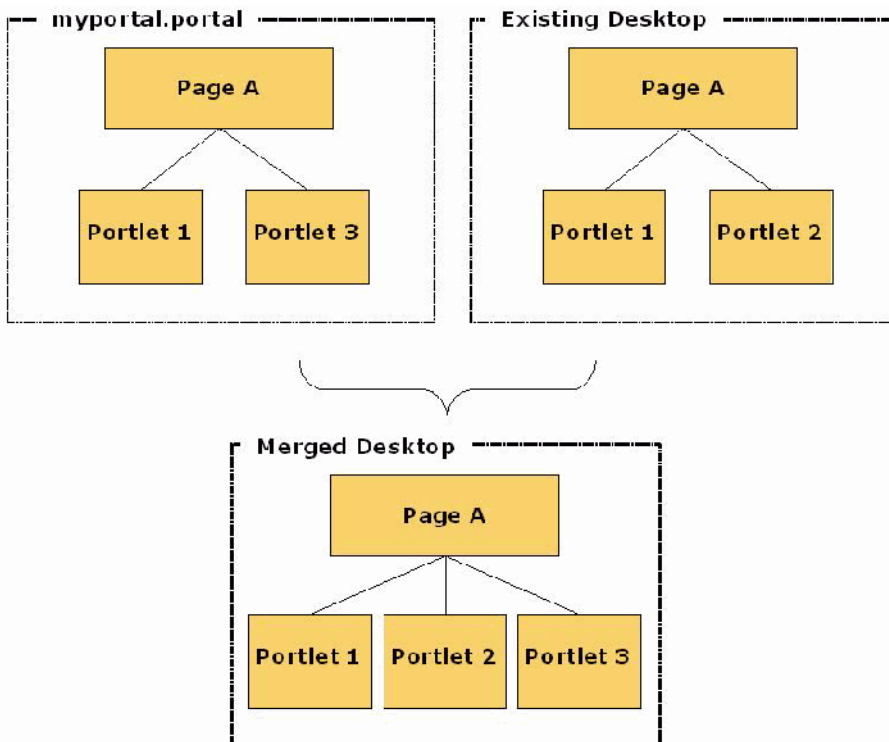 myportal.portal
Page A
Portlet 1
Portlet 3
Existing Desktop
Page A
Portlet 1
Portlet 2
Merged Desktop
Page A
Portlet 1
Portlet 2
Portlet 3